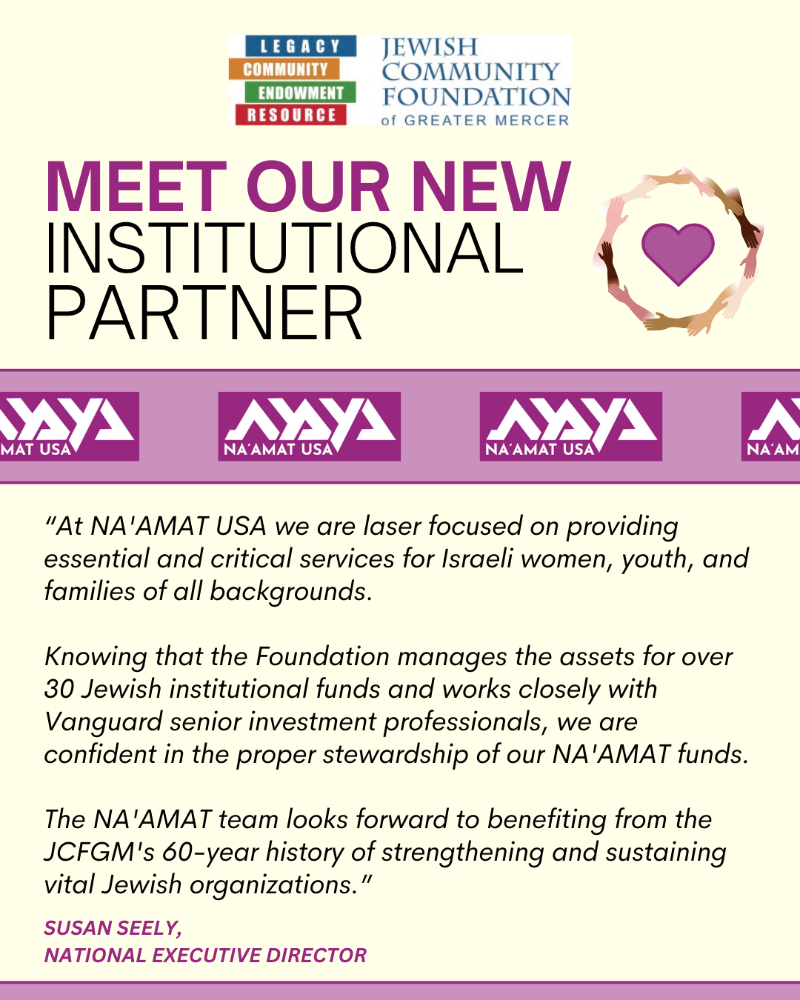 LEGACY
COMMUNITY
ENDOWMENT
RESOURCE
JEWISH
COMMUNITY
FOUNDATION
of GREATER MERCER
MEET OUR NEW
INSTITUTIONAL
PARTNER
MAT USA
NA'AMAT USA
NA'AMAT USA
NA'AM
“At NA'AMAT USA we are laser focused on providing
essential and critical services for Israeli women, youth, and
families of all backgrounds.
Knowing that the Foundation manages the assets for over
30 Jewish institutional funds and works closely with
Vanguard senior investment professionals, we are
confident in the proper stewardship of our NA'AMAT funds.
The NA'AMAT team looks forward to benefiting from the
JCFGM's 60-year history of strengthening and sustaining
vital Jewish organizations.”
SUSAN SEELY,
NATIONAL EXECUTIVE DIRECTOR